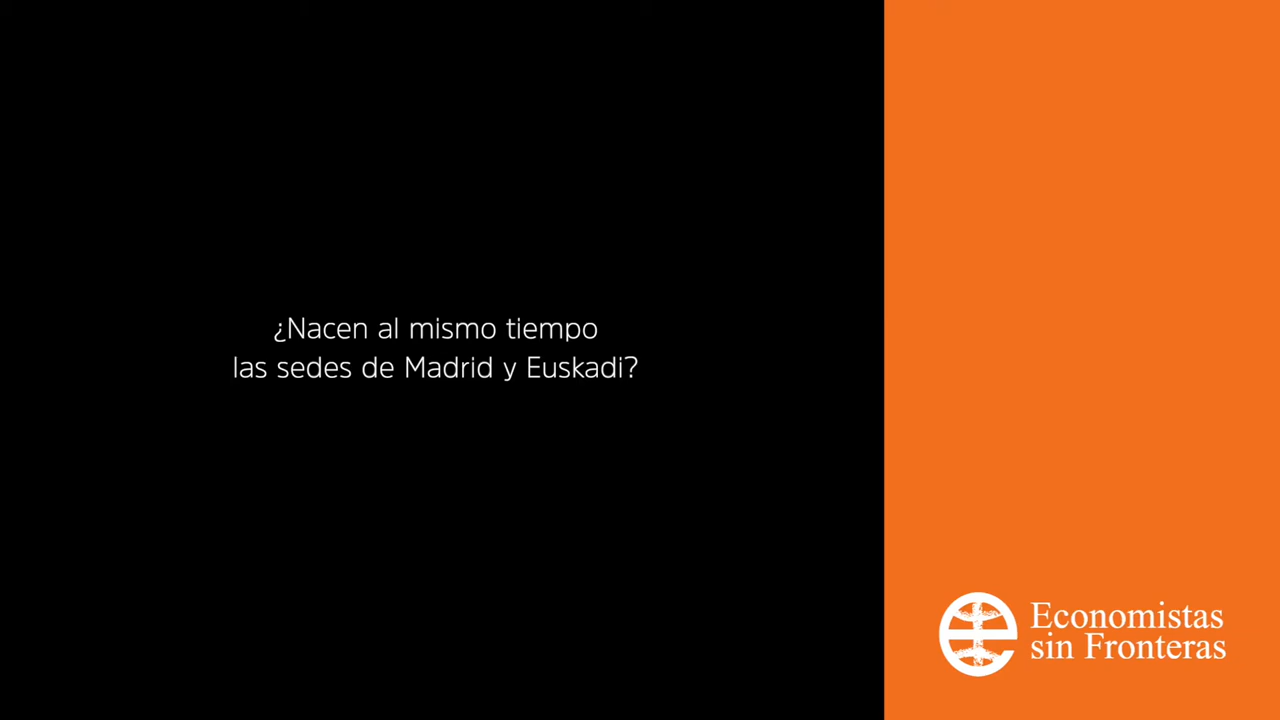 ¿Nacen al mismo tiempo
las sedes de Madrid y Euskadi?
Economistas
sin Fronteras